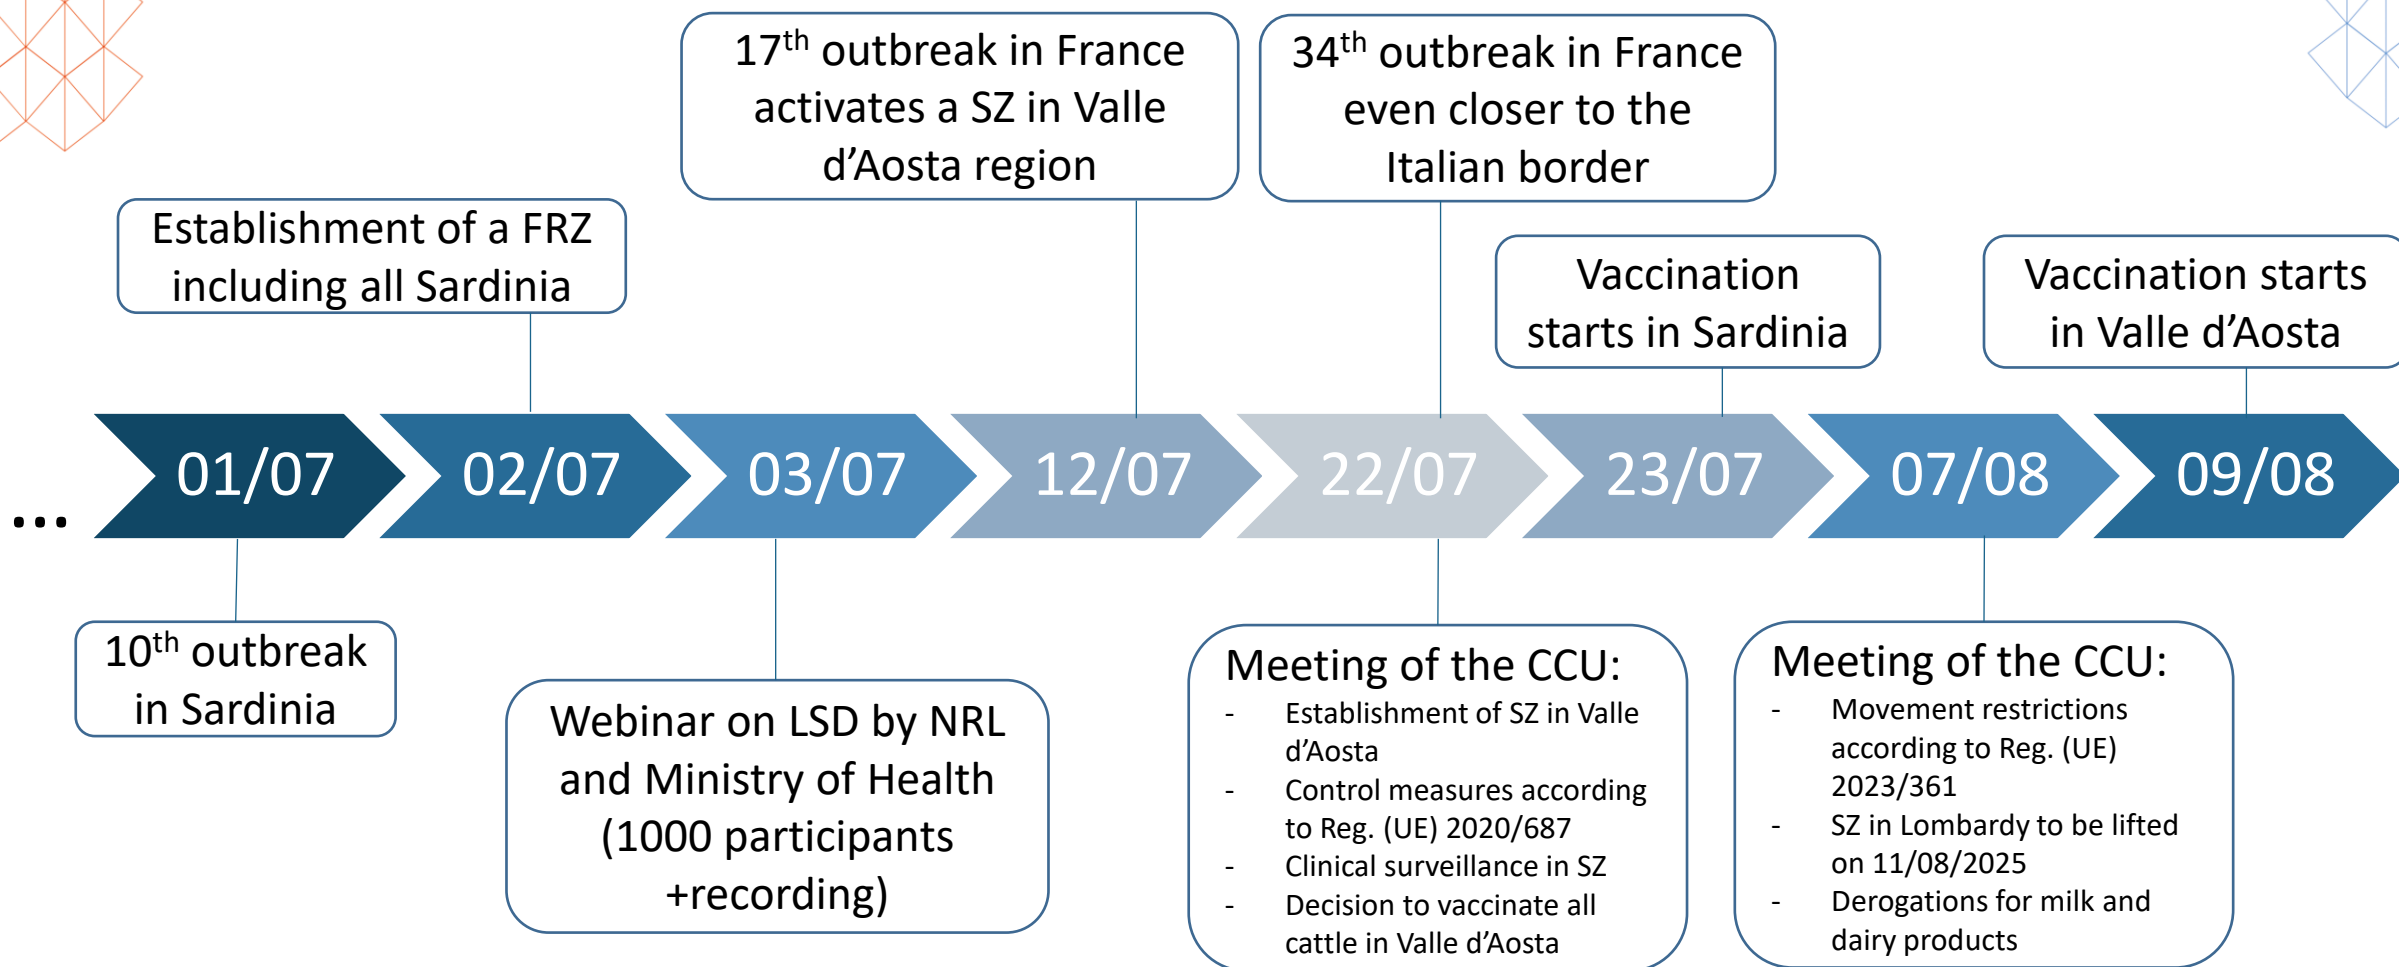 17th outbreak in France
activates a SZ in Valle
d’Aosta region
34th outbreak in France
even closer to the
Italian border
Establishment of a FRZ
including all Sardinia
Vaccination
starts in Sardinia
Vaccination starts
in Valle d’Aosta
...
01/07
02/07
03/07
12/07
22/07
23/07
07/08
09/08
10th outbreak
in Sardinia
Webinar on LSD by NRL
and Ministry of Health
(1000 participants
+recording)
Meeting of the CCU:
- Establishment of SZ in Valle
d’Aosta
- Control measures according
to Reg. (UE) 2020/687
- Clinical surveillance in SZ
- Decision to vaccinate all
cattle in Valle d’Aosta
Meeting of the CCU:
- Movement restrictions
according to Reg. (UE)
2023/361
- SZ in Lombardy to be lifted
on 11/08/2025
- Derogations for milk and
dairy products